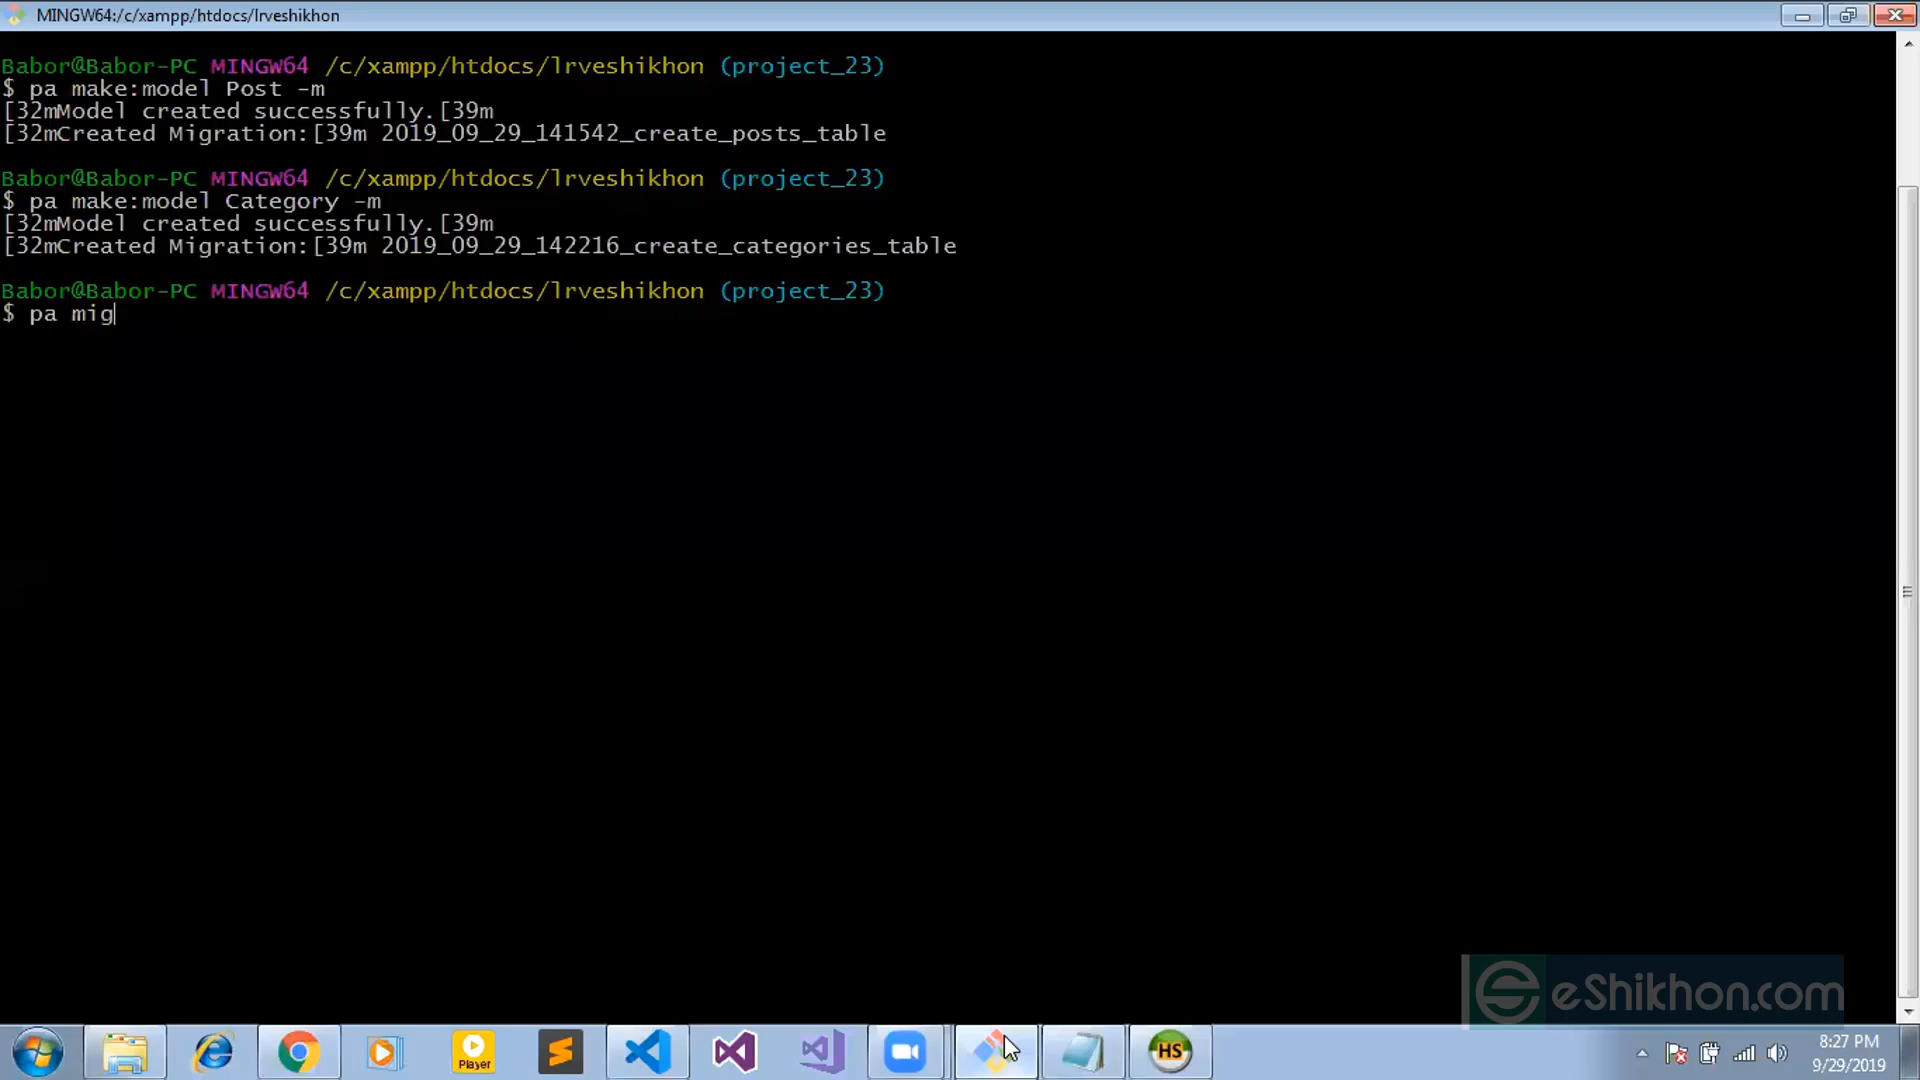 MINGW64:/c/xampp/htdocs/lrveshikhon
Babor@Babor-PC MINGW64 /c/xampp/htdocs/lrveshikhon (project_23)
$ pa make:model Post -m
[32mModel created successfully.[39m
[32mCreated Migration:[39m 2019_09_29_141542_create_posts_table
Babor@Babor-PC MINGW64 /c/xampp/htdocs/lrveshikhon (project_23)
$ pa make:model Category -m
[32mModel created successfully.[39m
[32mCreated Migration:[39m 2019_09_29_142216_create_categories_table
Babor@Babor-PC MINGW64 /c/xampp/htdocs/lrveshikhon (project_23)
$ pa mig
eShikhon.com
Player
HS
8:27 PM
9/29/2019